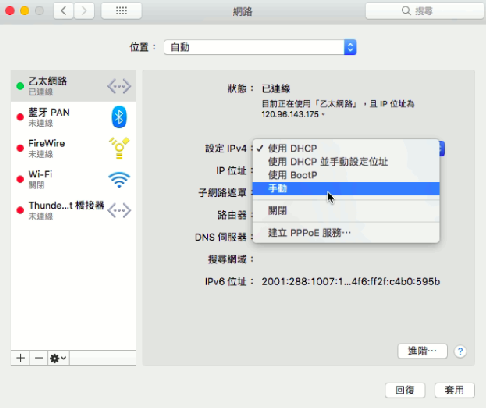 網路
搜尋
位置：
自動
乙太網路
已連線
藍牙 PAN
未連線
FireWire
未連線
Wi-Fi
關閉
Thunde...t 橋接器
未連線
狀態：
已連線
目前正在使用「乙太網路」，且 IP 位址為
120.96.143.175。
設定 IPv4：
✓ 使用 DHCP
使用 DHCP 並手動設定位址
使用 BootP
手動
關閉
建立 PPPoE 服務⋯
IP 位址：
子網路遮罩：
路由器：
DNS 伺服器：
搜尋網域：
IPv6 位址：
2001:288:1007:1...4f6:ff2f:c4b0:595b
進階⋯
?
回復
套用